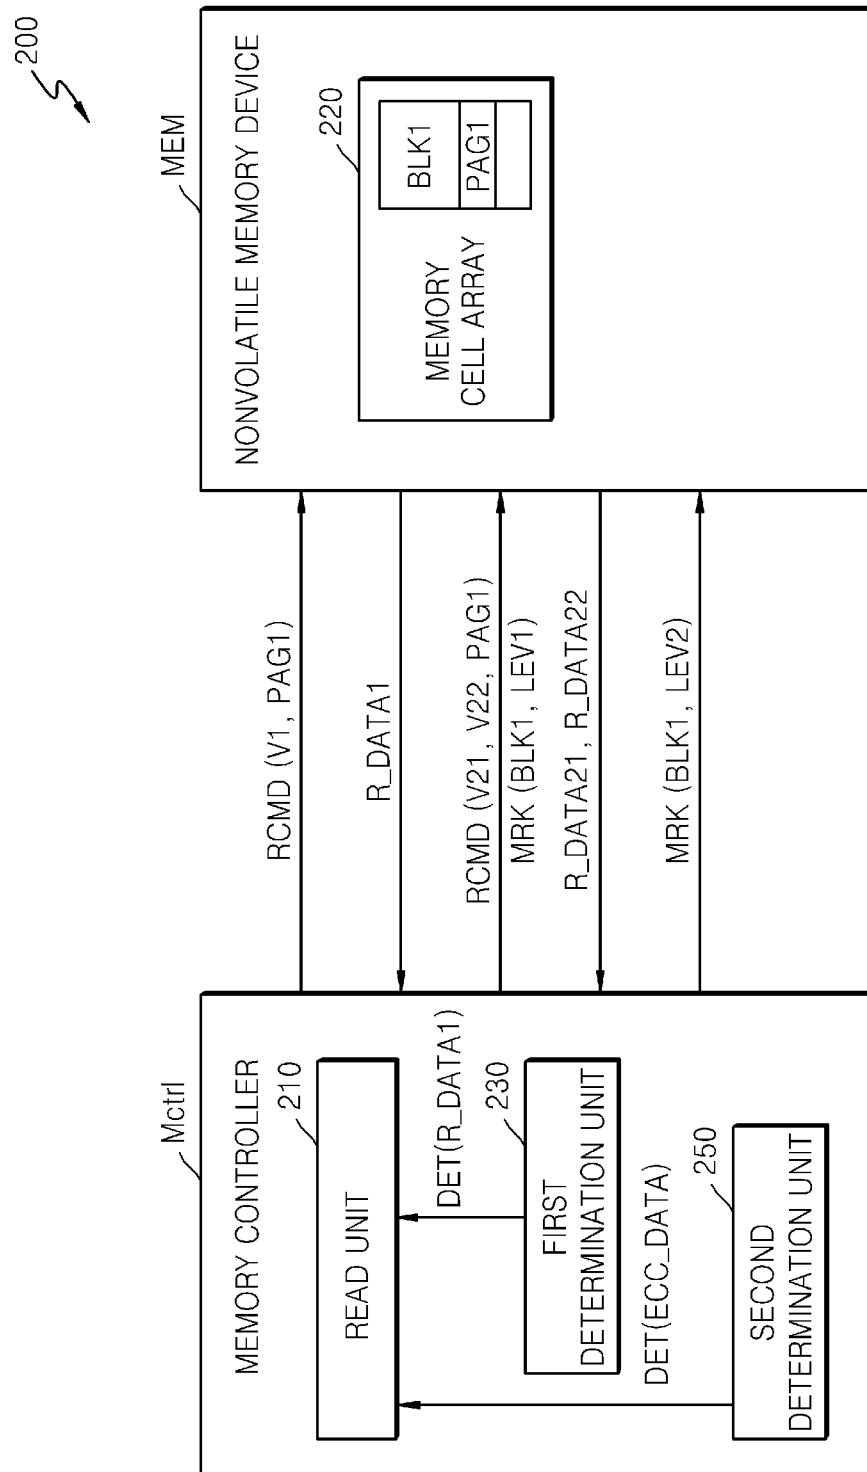 200
Mctrl
MEMORY CONTROLLER
210
READ UNIT
DET(R_DATA1)
230
FIRST
DETERMINATION UNIT
DET(ECC_DATA)
250
SECOND
DETERMINATION UNIT
RCMD (V1, PAG1)
R_DATA1
RCMD (V21, V22, PAG1)
MRK (BLK1, LEV1)
R_DATA21, R_DATA22
MRK (BLK1, LEV2)
MEM
NONVOLATILE MEMORY DEVICE
220
MEMORY
CELL ARRAY
BLK1
PAG1